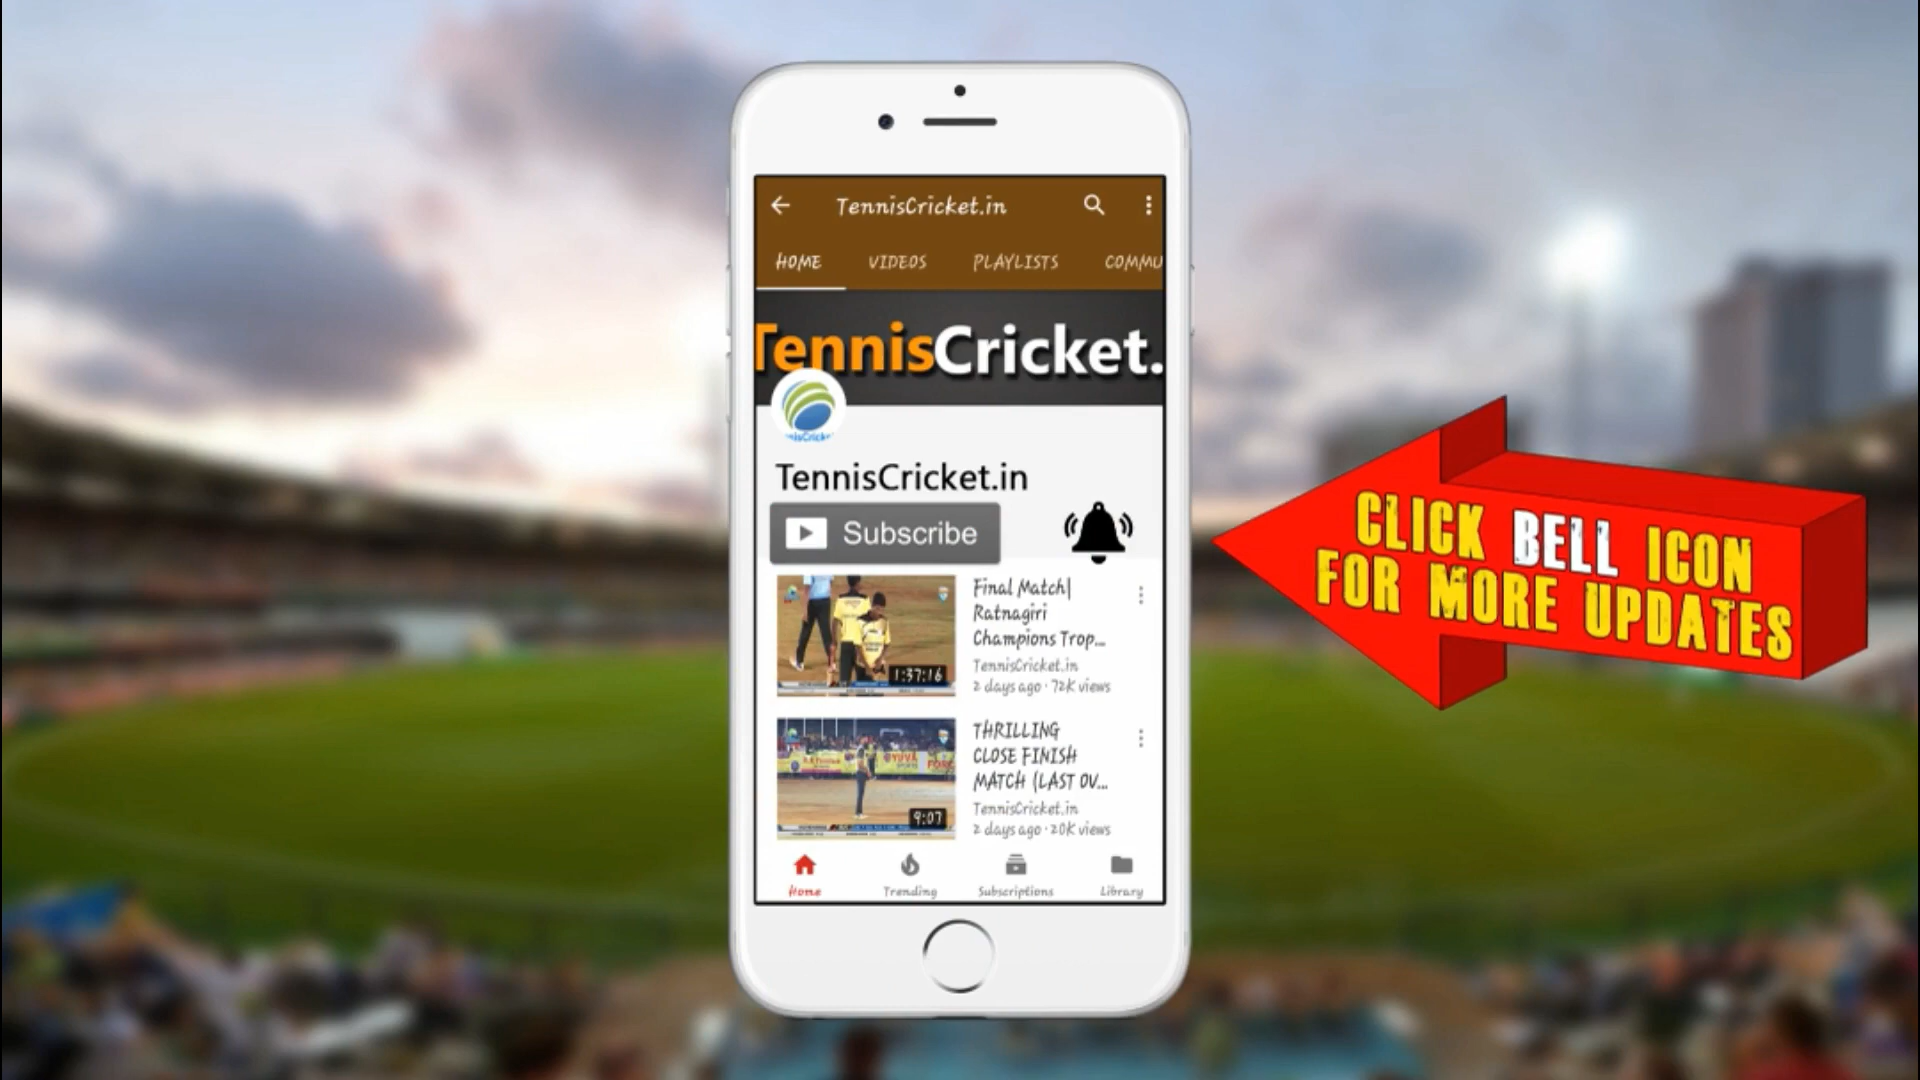 TennisCricket.in
HOME VIDEOS PLAYLISTS COMMU
TennisCricket.
TennisCricket.in
Subscribe
Final Match|
Ratnagiri
Champions Trop...
TennisCricket.in
2 days ago · 72K views
1:37:16
THRILLING
CLOSE FINISH
MATCH (LAST OV...
TennisCricket.in
2 days ago · 20K views
9:07
Home Trending Subscriptions Library
CLICK BELL ICON
FOR MORE UPDATES